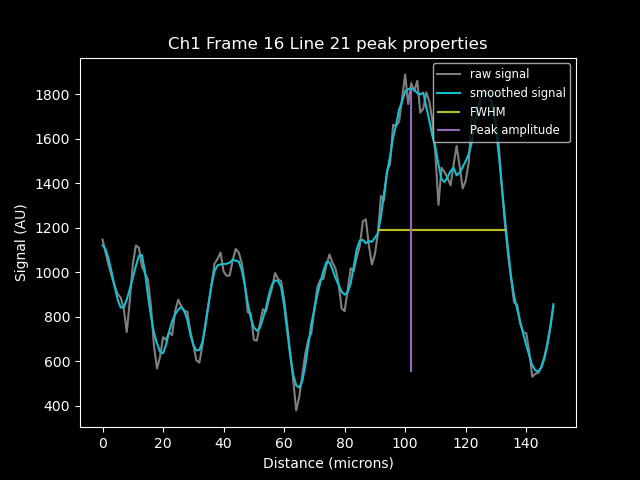 Ch1 Frame 16 Line 21 peak properties
raw signal
smoothed signal
FWHM
Peak amplitude
Signal (AU)
1800
1600
1400
1200
1000
800
600
400
0 20 40 60 80 100 120 140
Distance (microns)